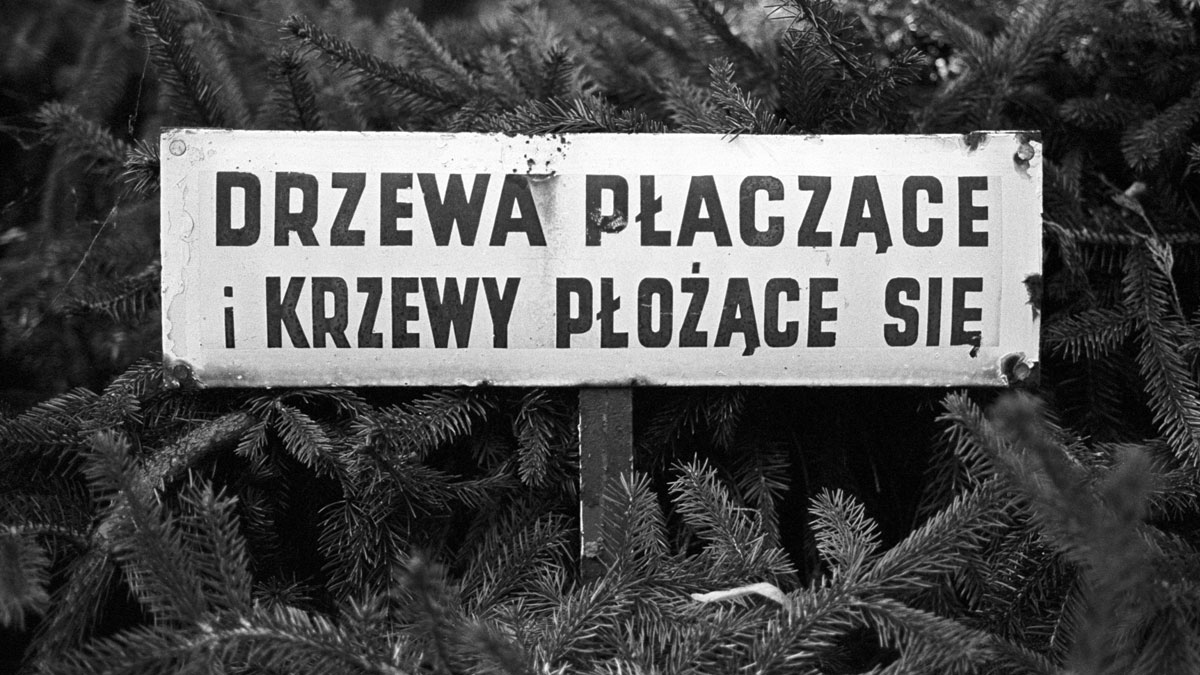 DRZEWA PŁACZĄCE
i KRZEWY PŁOŻĄCE SIĘ